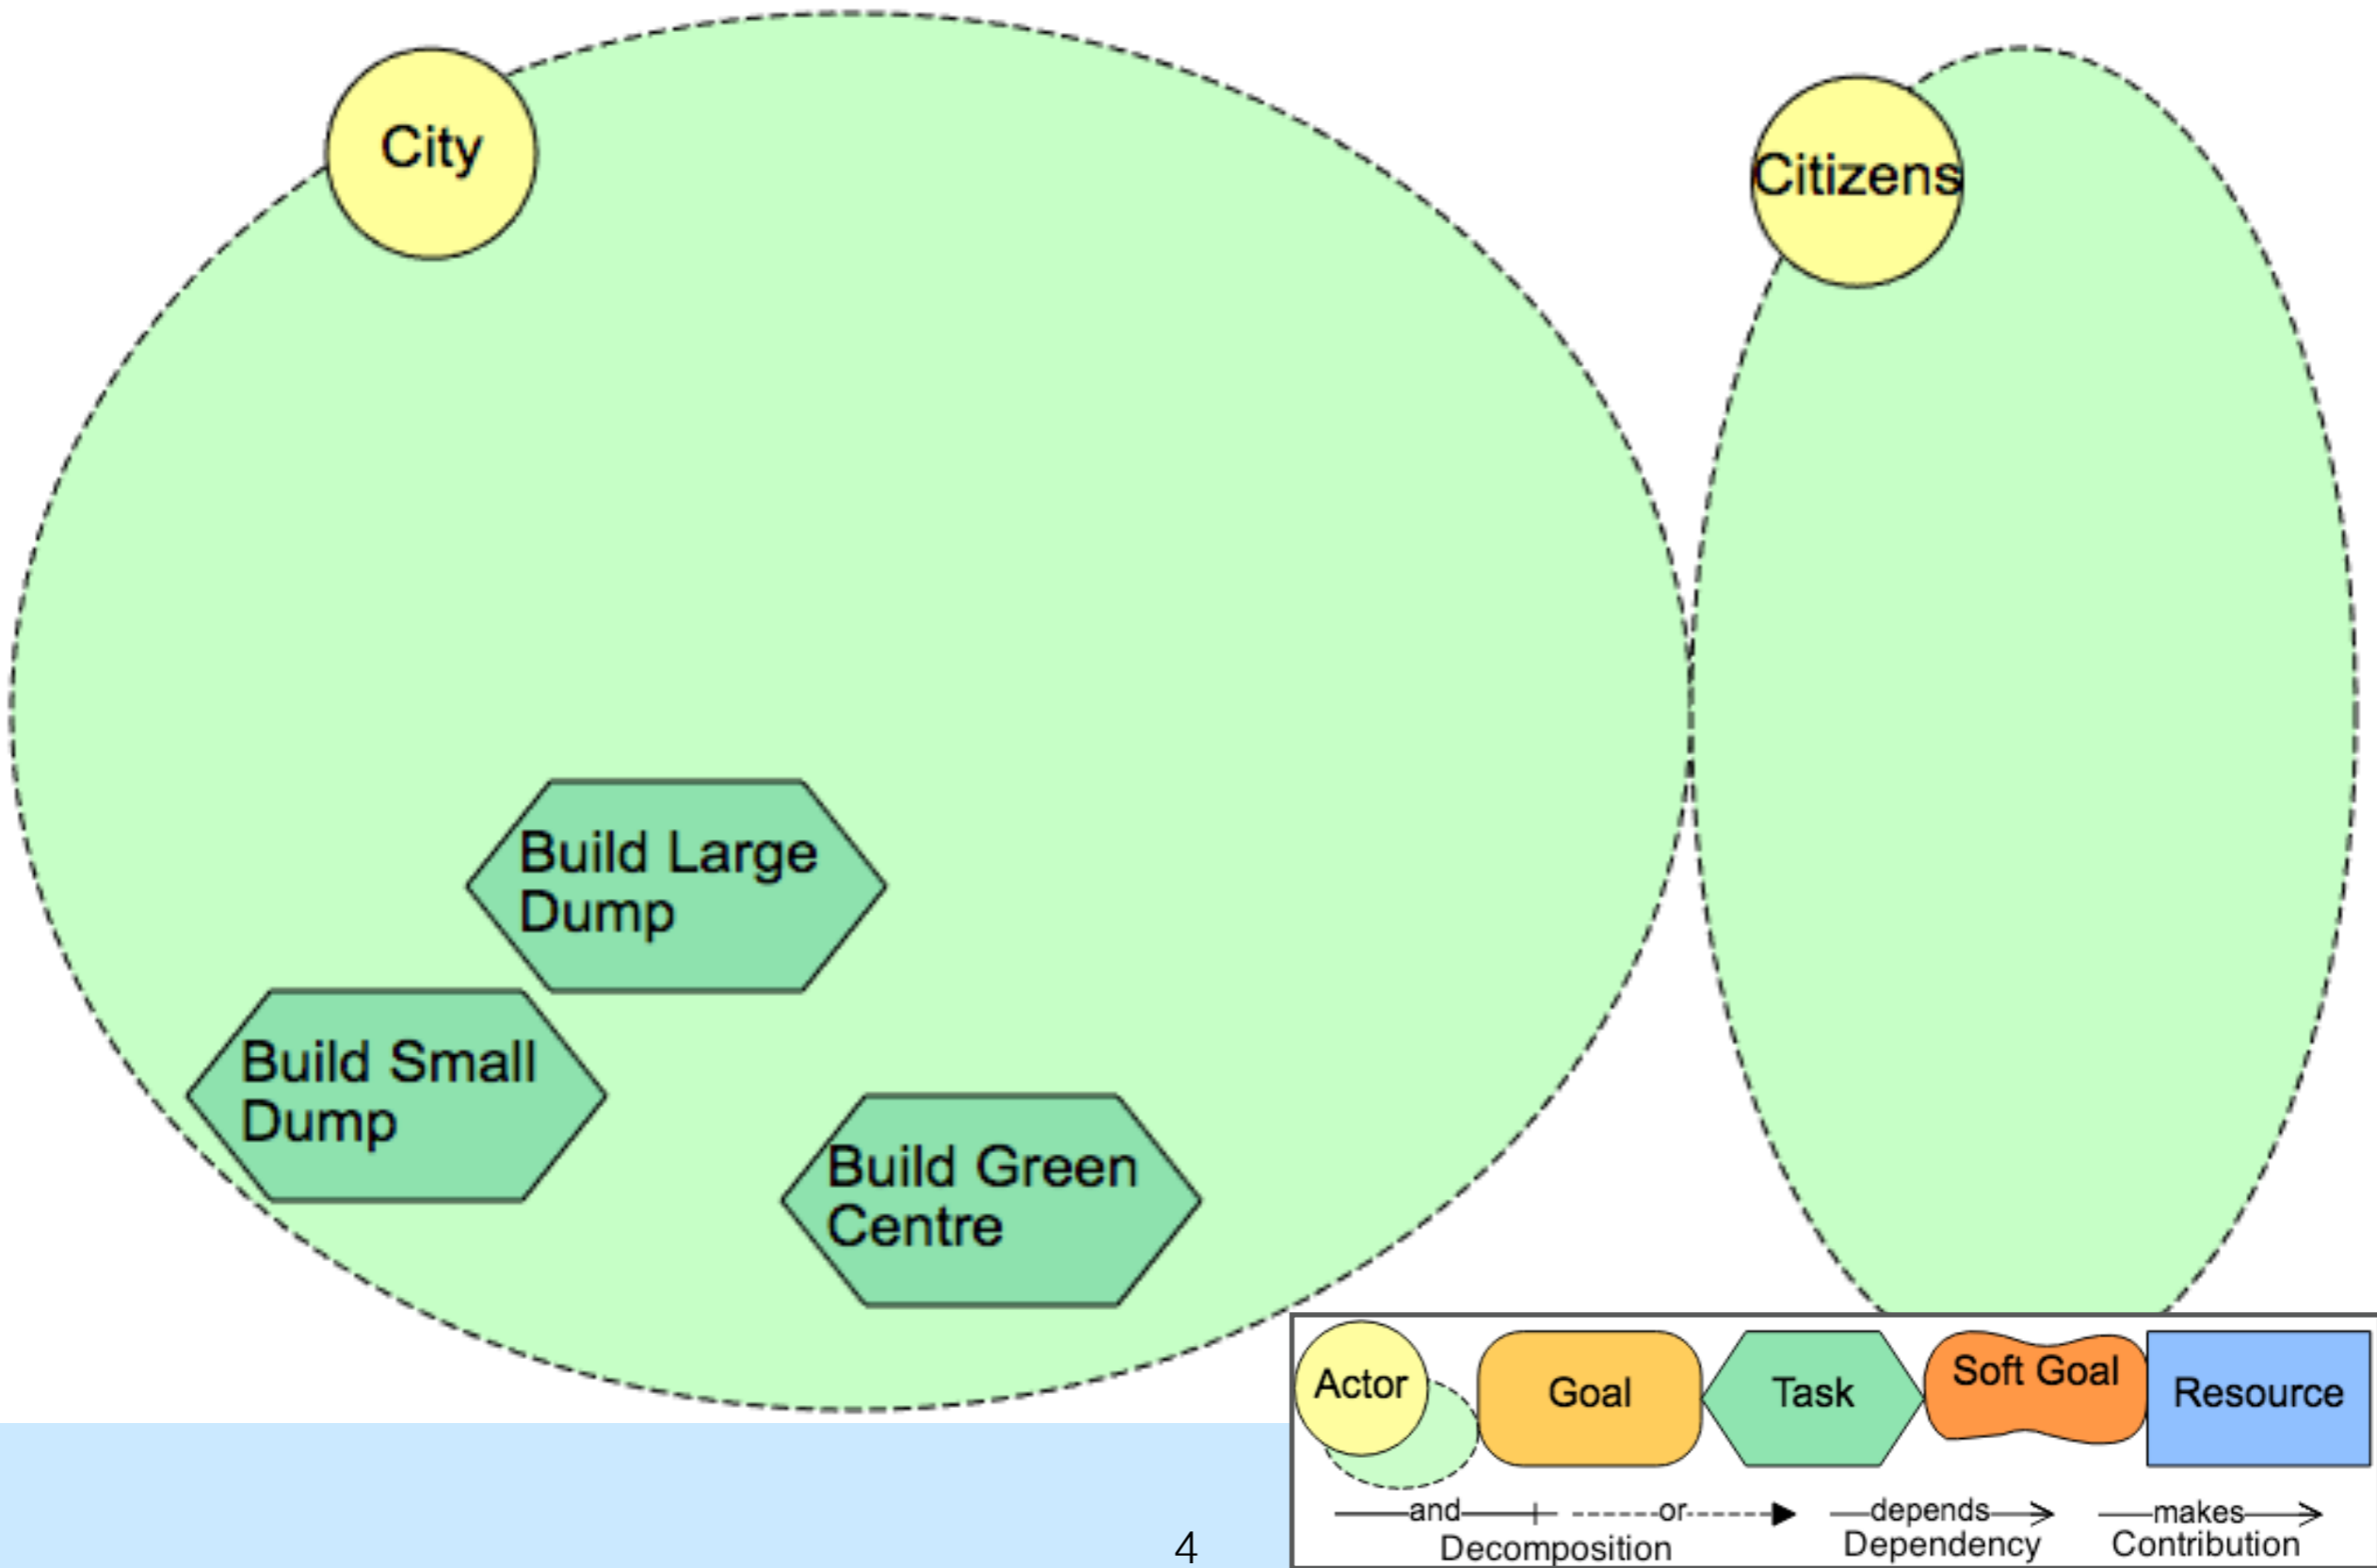 City
Citizens
Build Large
Dump
Build Small
Dump
Build Green
Centre
Actor
Goal
Task
Soft Goal
Resource
and
or
depends
makes
Decomposition
Dependency
Contribution
4